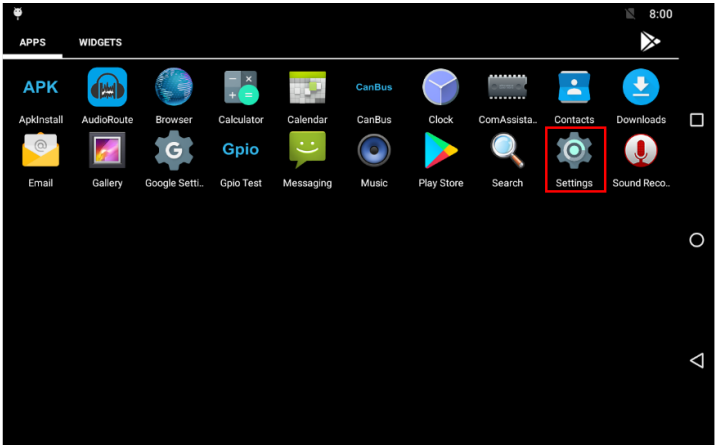 8:00
APPS WIDGETS
APK CanBus
ApkInstall AudioRoute Browser Calculator Calendar CanBus Clock ComAssista.. Contacts Downloads
G Gpio
Email Gallery Google Setti.. Gpio Test Messaging Music Play Store Search Settings Sound Reco..